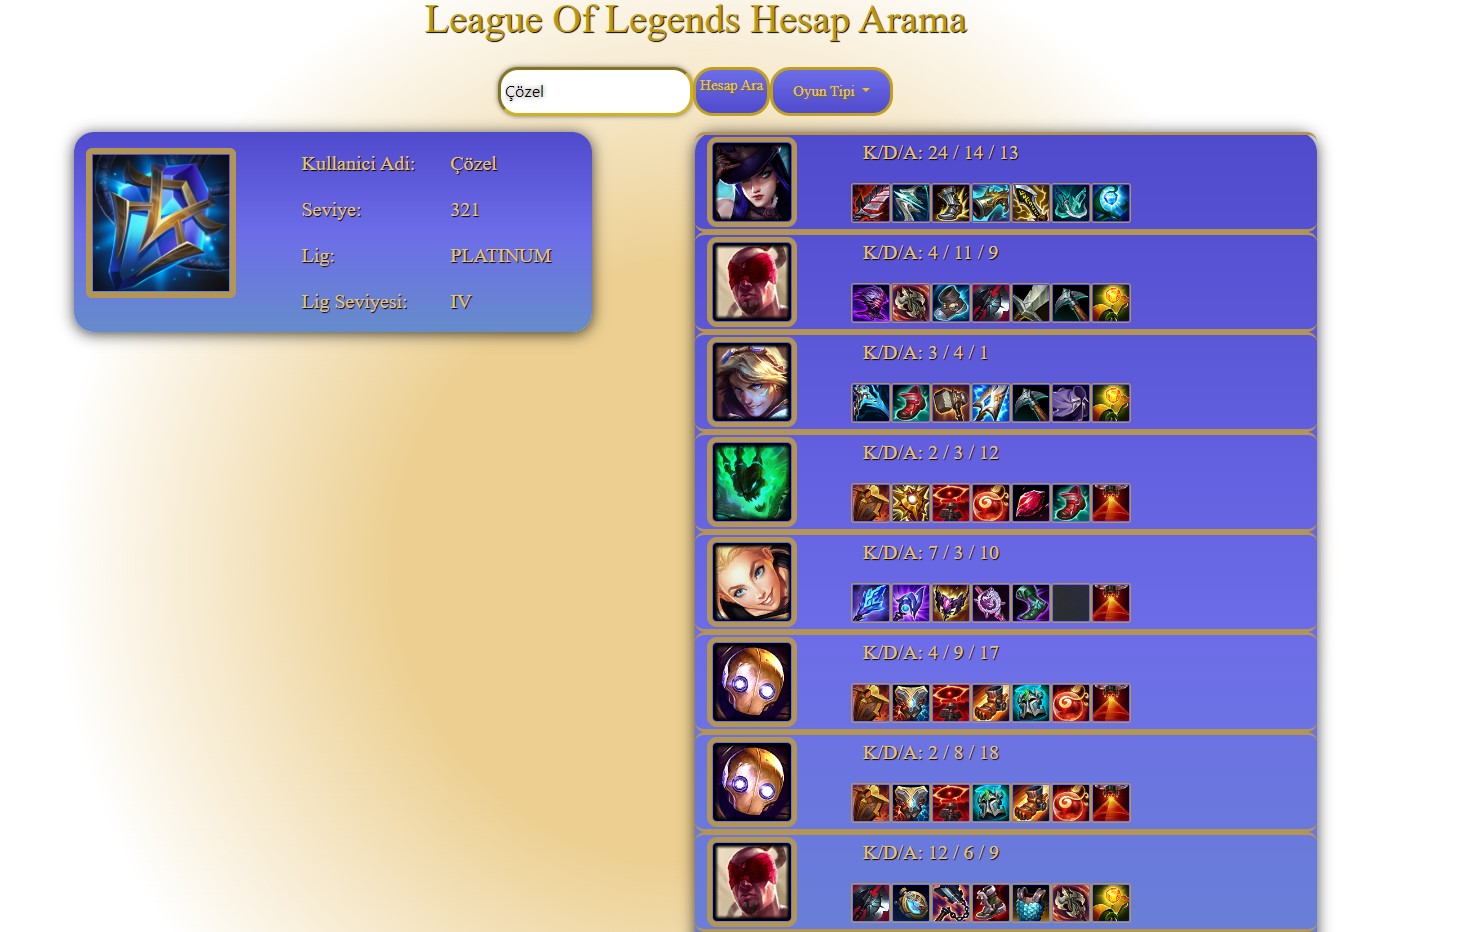 League Of Legends Hesap Arama
Çözel
Hesap Ara
Oyun Tipi
Kullanici Adi: Çözel
Seviye: 321
Lig: PLATINUM
Lig Seviyesi: IV
K/D/A: 24 / 14 / 13
K/D/A: 4 / 11 / 9
K/D/A: 3 / 4 / 1
K/D/A: 2 / 3 / 12
K/D/A: 7 / 3 / 10
K/D/A: 4 / 9 / 17
K/D/A: 2 / 8 / 18
K/D/A: 12 / 6 / 9